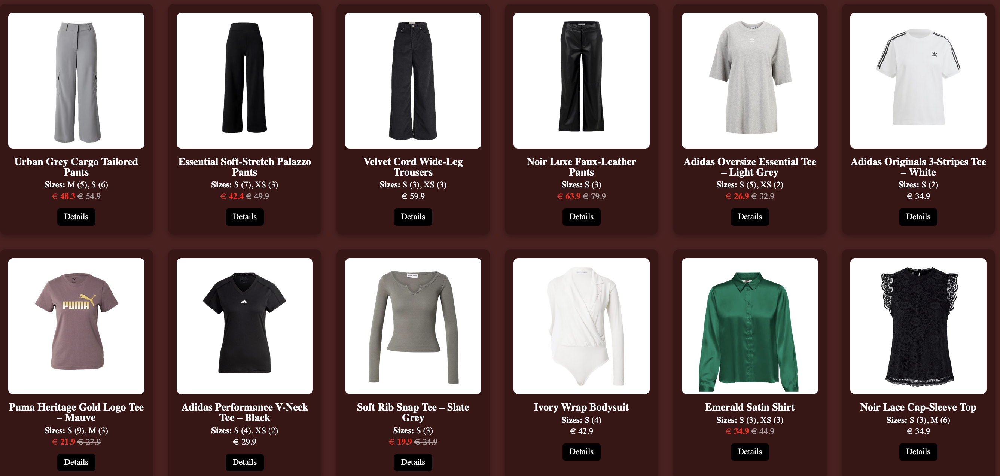 Urban Grey Cargo Tailored
Pants
Sizes: M (5), S (6)
€ 48.3 € 54.9
Details
Essential Soft-Stretch Palazzo
Pants
Sizes: S (7), XS (3)
€ 42.4 € 49.9
Details
Velvet Cord Wide-Leg
Trousers
Sizes: S (3), XS (3)
€ 59.9
Details
Noir Luxe Faux-Leather
Pants
Sizes: S (3)
€ 63.9 € 79.9
Details
Adidas Oversize Essential Tee
– Light Grey
Sizes: S (5), XS (2)
€ 26.9 € 32.9
Details
Adidas Originals 3-Stripes Tee
– White
Sizes: S (2)
€ 34.9
Details
PUMA
Puma Heritage Gold Logo Tee
– Mauve
Sizes: S (9), M (3)
€ 21.9 € 27.9
Details
Adidas Performance V-Neck
Tee – Black
Sizes: S (4), XS (2)
€ 29.9
Details
Soft Rib Snap Tee – Slate
Grey
Sizes: S (3)
€ 19.9 € 24.9
Details
Ivory Wrap Bodysuit
Sizes: S (4)
€ 42.9
Details
JDY
Emerald Satin Shirt
Sizes: S (3), XS (3)
€ 34.9 € 44.9
Details
Noir Lace Cap-Sleeve Top
Sizes: S (3), M (6)
€ 34.9
Details